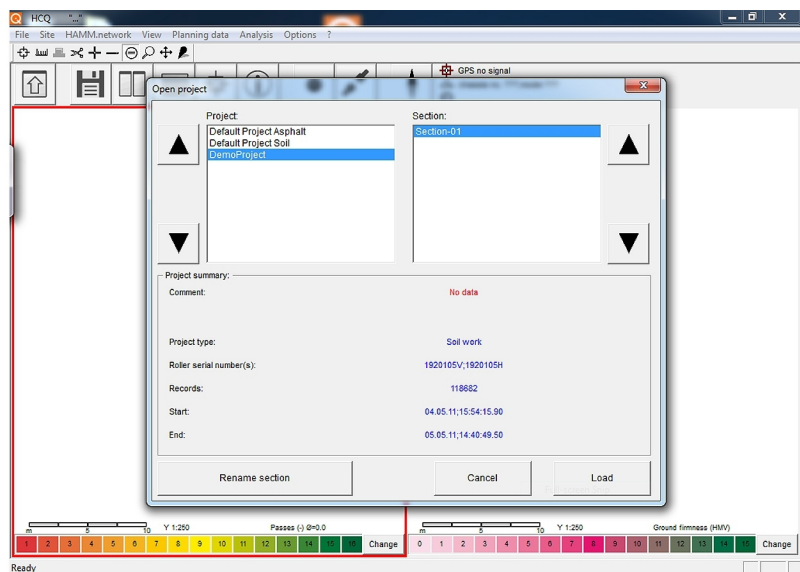 HCQ "..."
File Site HAMM.network View Planning data Analysis Options ?
GPS no signal
Open project
Project: Section:
Default Project Asphalt Section-01
Default Project Soil
DemoProject
Project summary:
Comment: No data
Project type: Soil work
Roller serial number(s): 1920105V;1920105H
Records: 118682
Start: 04.05.11;15:54:15.90
End: 05.05.11;14:40:49.50
Rename section Cancel Load
m 5 10 Y 1:250 Passes (-) Ø=0.0 m 5 10 Y 1:250 Ground firmness (HMV)
1 2 3 4 5 6 7 8 9 10 11 12 13 14 15 16 Change 0 1 2 3 4 5 6 7 8 9 10 11 12 13 14 15 Change
Ready